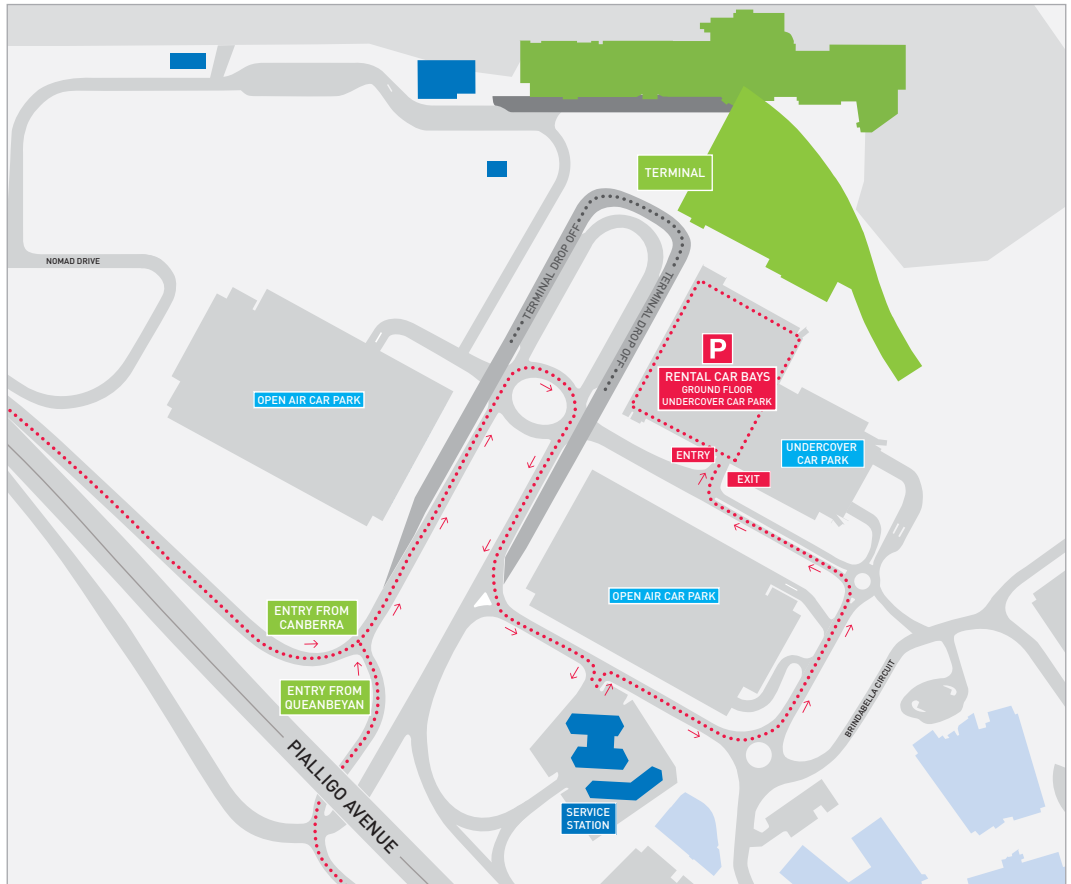 TERMINAL
TERMINAL DROP OFF
TERMINAL DROP OFF
NOMAD DRIVE
P
RENTAL CAR BAYS
GROUND FLOOR
UNDERCOVER CAR PARK
OPEN AIR CAR PARK
ENTRY
UNDERCOVER
CAR PARK
EXIT
OPEN AIR CAR PARK
ENTRY FROM
CANBERRA
ENTRY FROM
QUEANBEYAN
BRINDABELLA CIRCUIT
PIALLIGO AVENUE
SERVICE
STATION